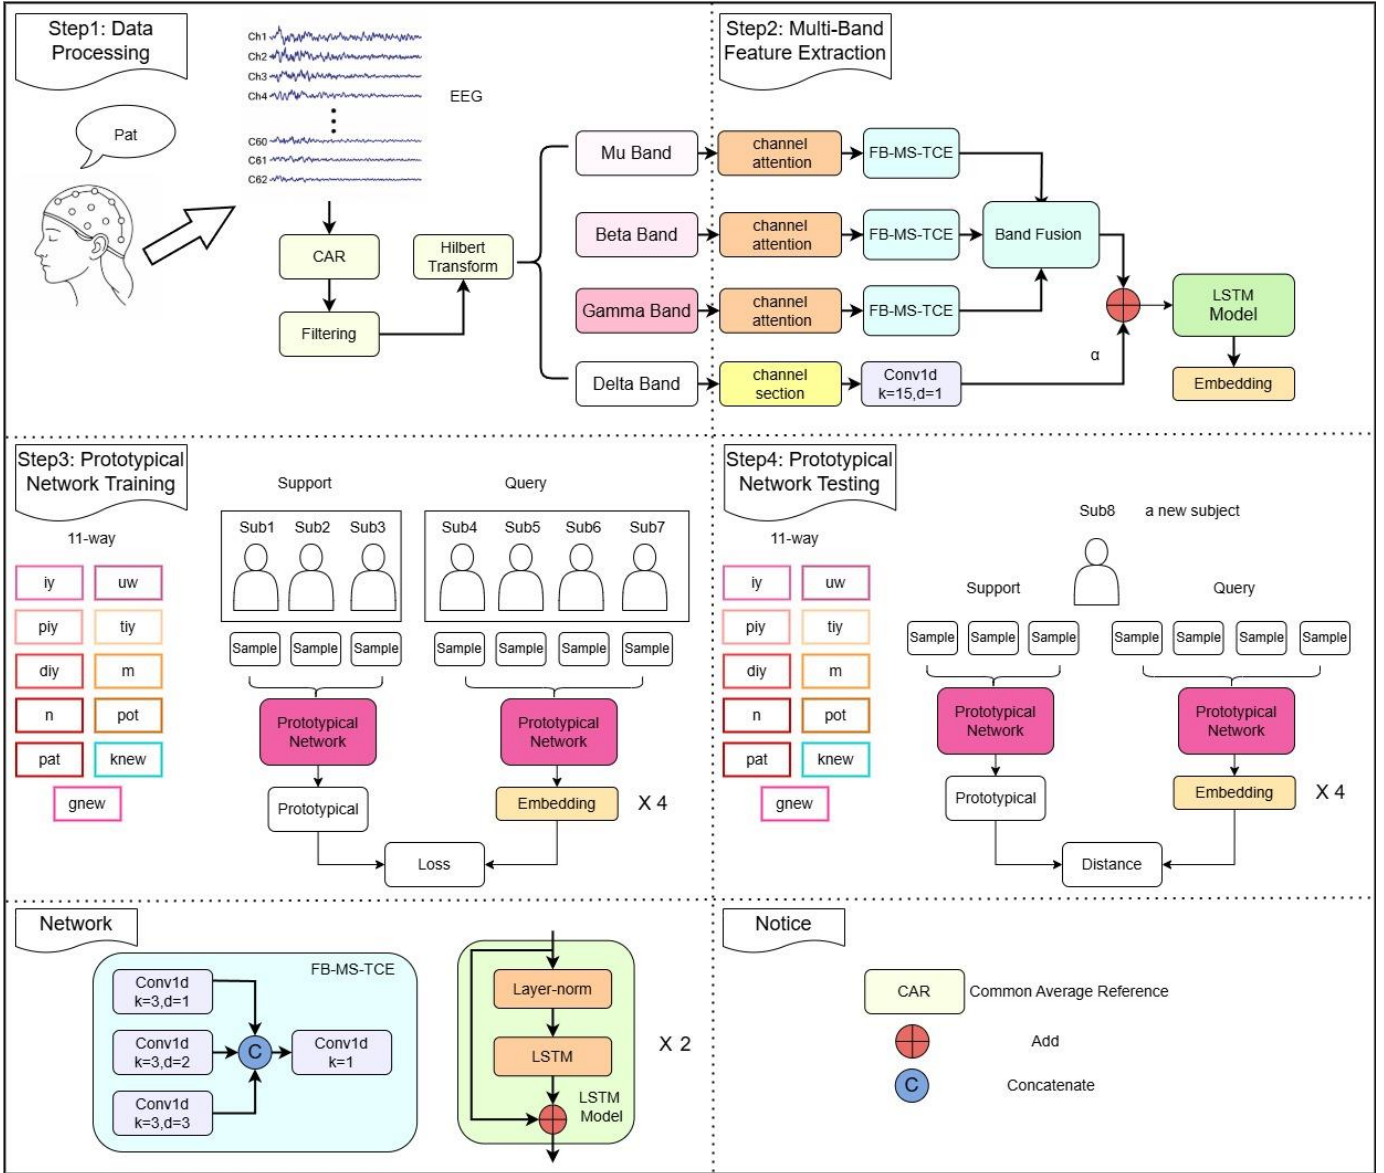 Step1: Data
Processing
Pat
Ch1
Ch2
Ch3
Ch4
C60
C61
C62
EEG
CAR
Filtering
Hilbert
Transform
Mu Band
Beta Band
Gamma Band
Delta Band
Step2: Multi-Band
Feature Extraction
channel
attention
FB-MS-TCE
channel
attention
FB-MS-TCE
Band Fusion
channel
attention
FB-MS-TCE
channel
section
Conv1d
k=15,d=1
α
LSTM
Model
Embedding
Step3: Prototypical
Network Training
11-way
iy
uw
piy
tiy
diy
m
n
pot
pat
knew
gnew
Support
Sub1
Sub2
Sub3
Query
Sub4
Sub5
Sub6
Sub7
Sample
Sample
Sample
Sample
Sample
Sample
Sample
Prototypical
Network
Prototypical
Network
Prototypical
Embedding
X 4
Loss
Step4: Prototypical
Network Testing
11-way
iy
uw
piy
tiy
diy
m
n
pot
pat
knew
gnew
Sub8
a new subject
Support
Query
Sample
Sample
Sample
Sample
Sample
Sample
Sample
Prototypical
Network
Prototypical
Network
Prototypical
Embedding
X 4
Distance
Network
FB-MS-TCE
Conv1d
k=3,d=1
Conv1d
k=3,d=2
Conv1d
k=3,d=3
C
Conv1d
k=1
Layer-norm
LSTM
LSTM
Model
X 2
Notice
CAR
Common Average Reference
Add
C
Concatenate